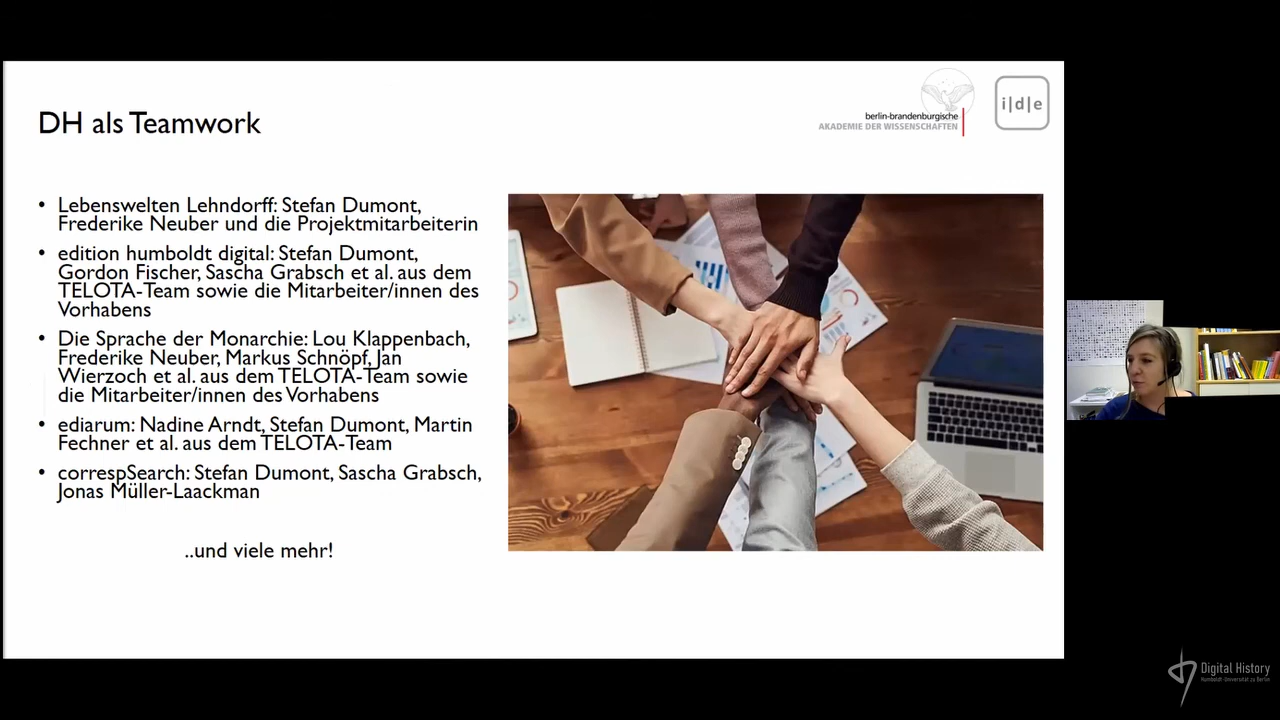 DH als Teamwork
berlin-brandenburgische
AKADEMIE DER WISSENSCHAFTEN
i|d|e
• Lebenswelten Lehndorff: Stefan Dumont,
Frederike Neuber und die Projektmitarbeiterin
• edition humboldt digital: Stefan Dumont,
Gordon Fischer, Sascha Grabsch et al. aus dem
TELOTA-Team sowie die Mitarbeiter/innen des
Vorhabens
• Die Sprache der Monarchie: Lou Klappenbach,
Frederike Neuber, Markus Schnöpf, Jan
Wierzoch et al. aus dem TELOTA-Team sowie
die Mitarbeiter/innen des Vorhabens
• ediarum: Nadine Arndt, Stefan Dumont, Martin
Fechner et al. aus dem TELOTA-Team
• correspSearch: Stefan Dumont, Sascha Grabsch,
Jonas Müller-Laackman
..und viele mehr!
Digital History
Humboldt-Universität zu Berlin